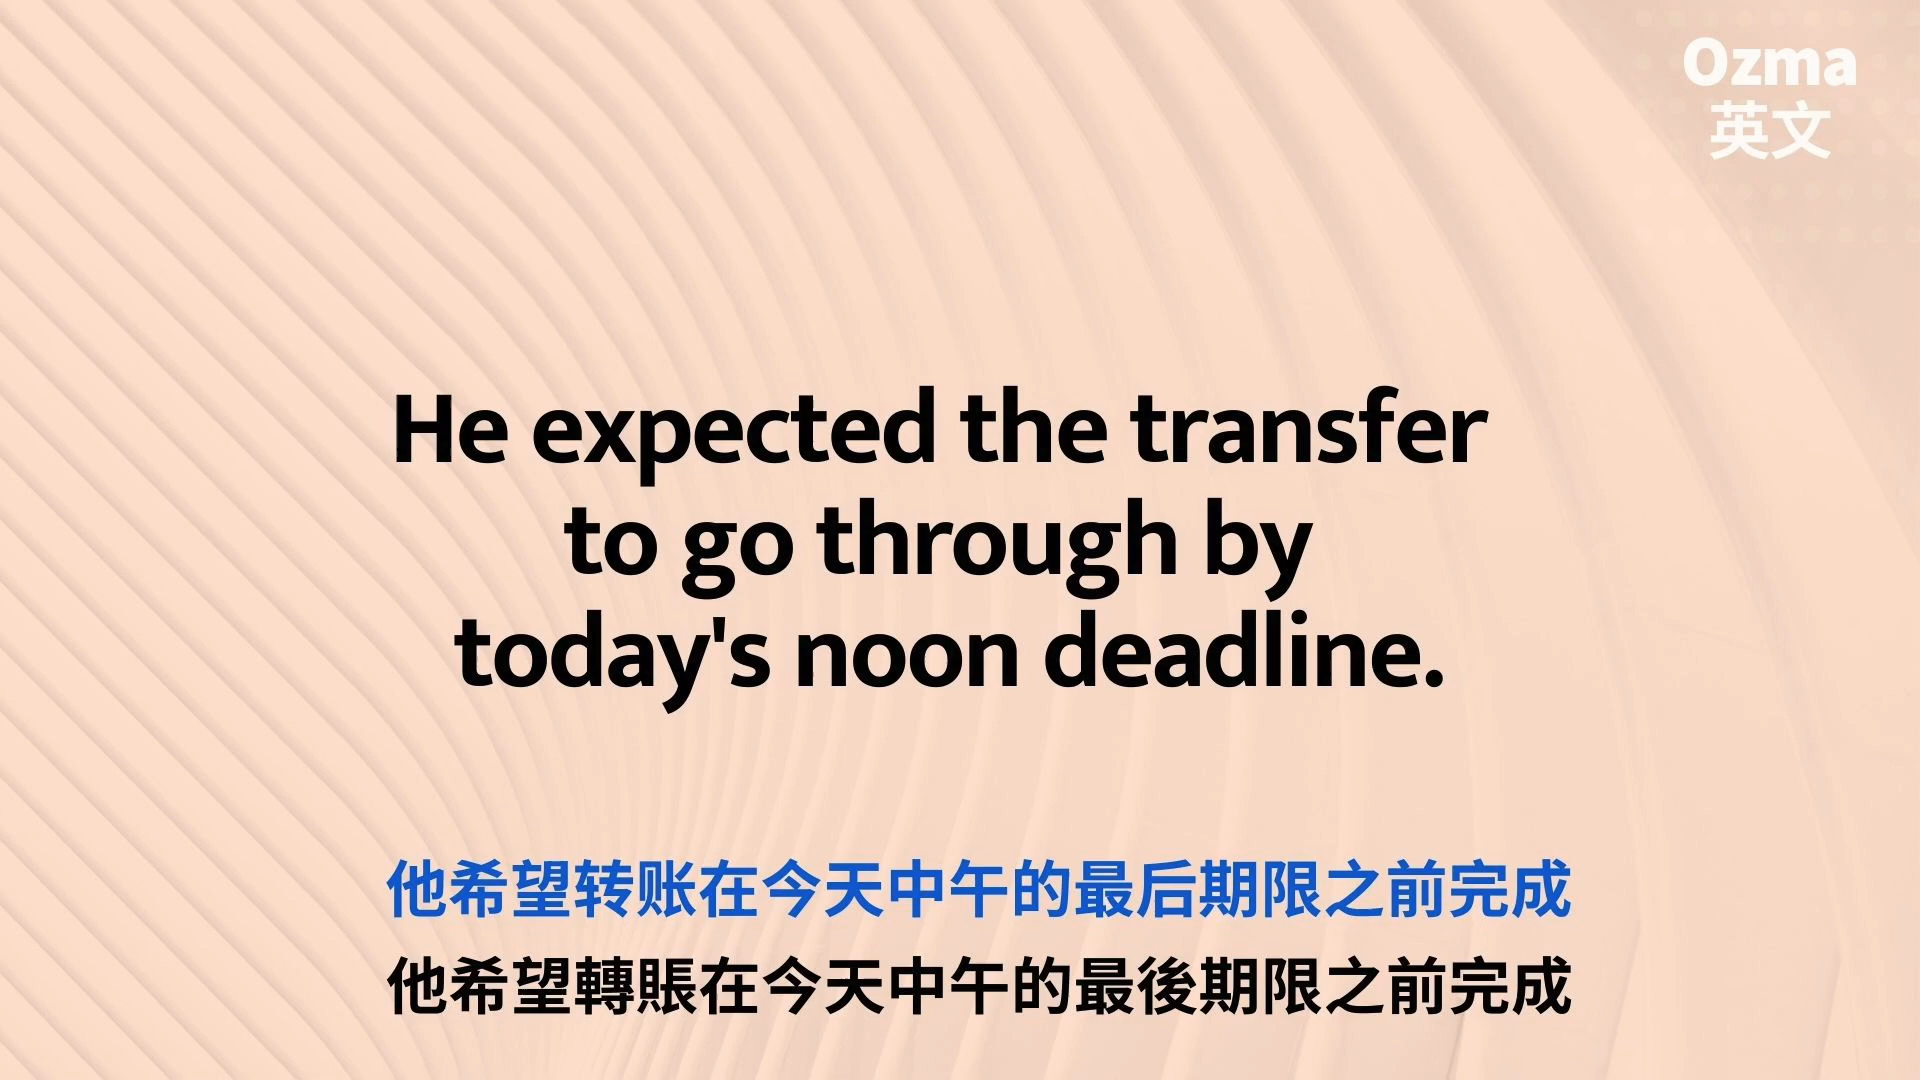 Ozma
英文
He expected the transfer
to go through by
today's noon deadline.
他希望转账在今天中午的最后期限之前完成
他希望轉賬在今天中午的最後期限之前完成